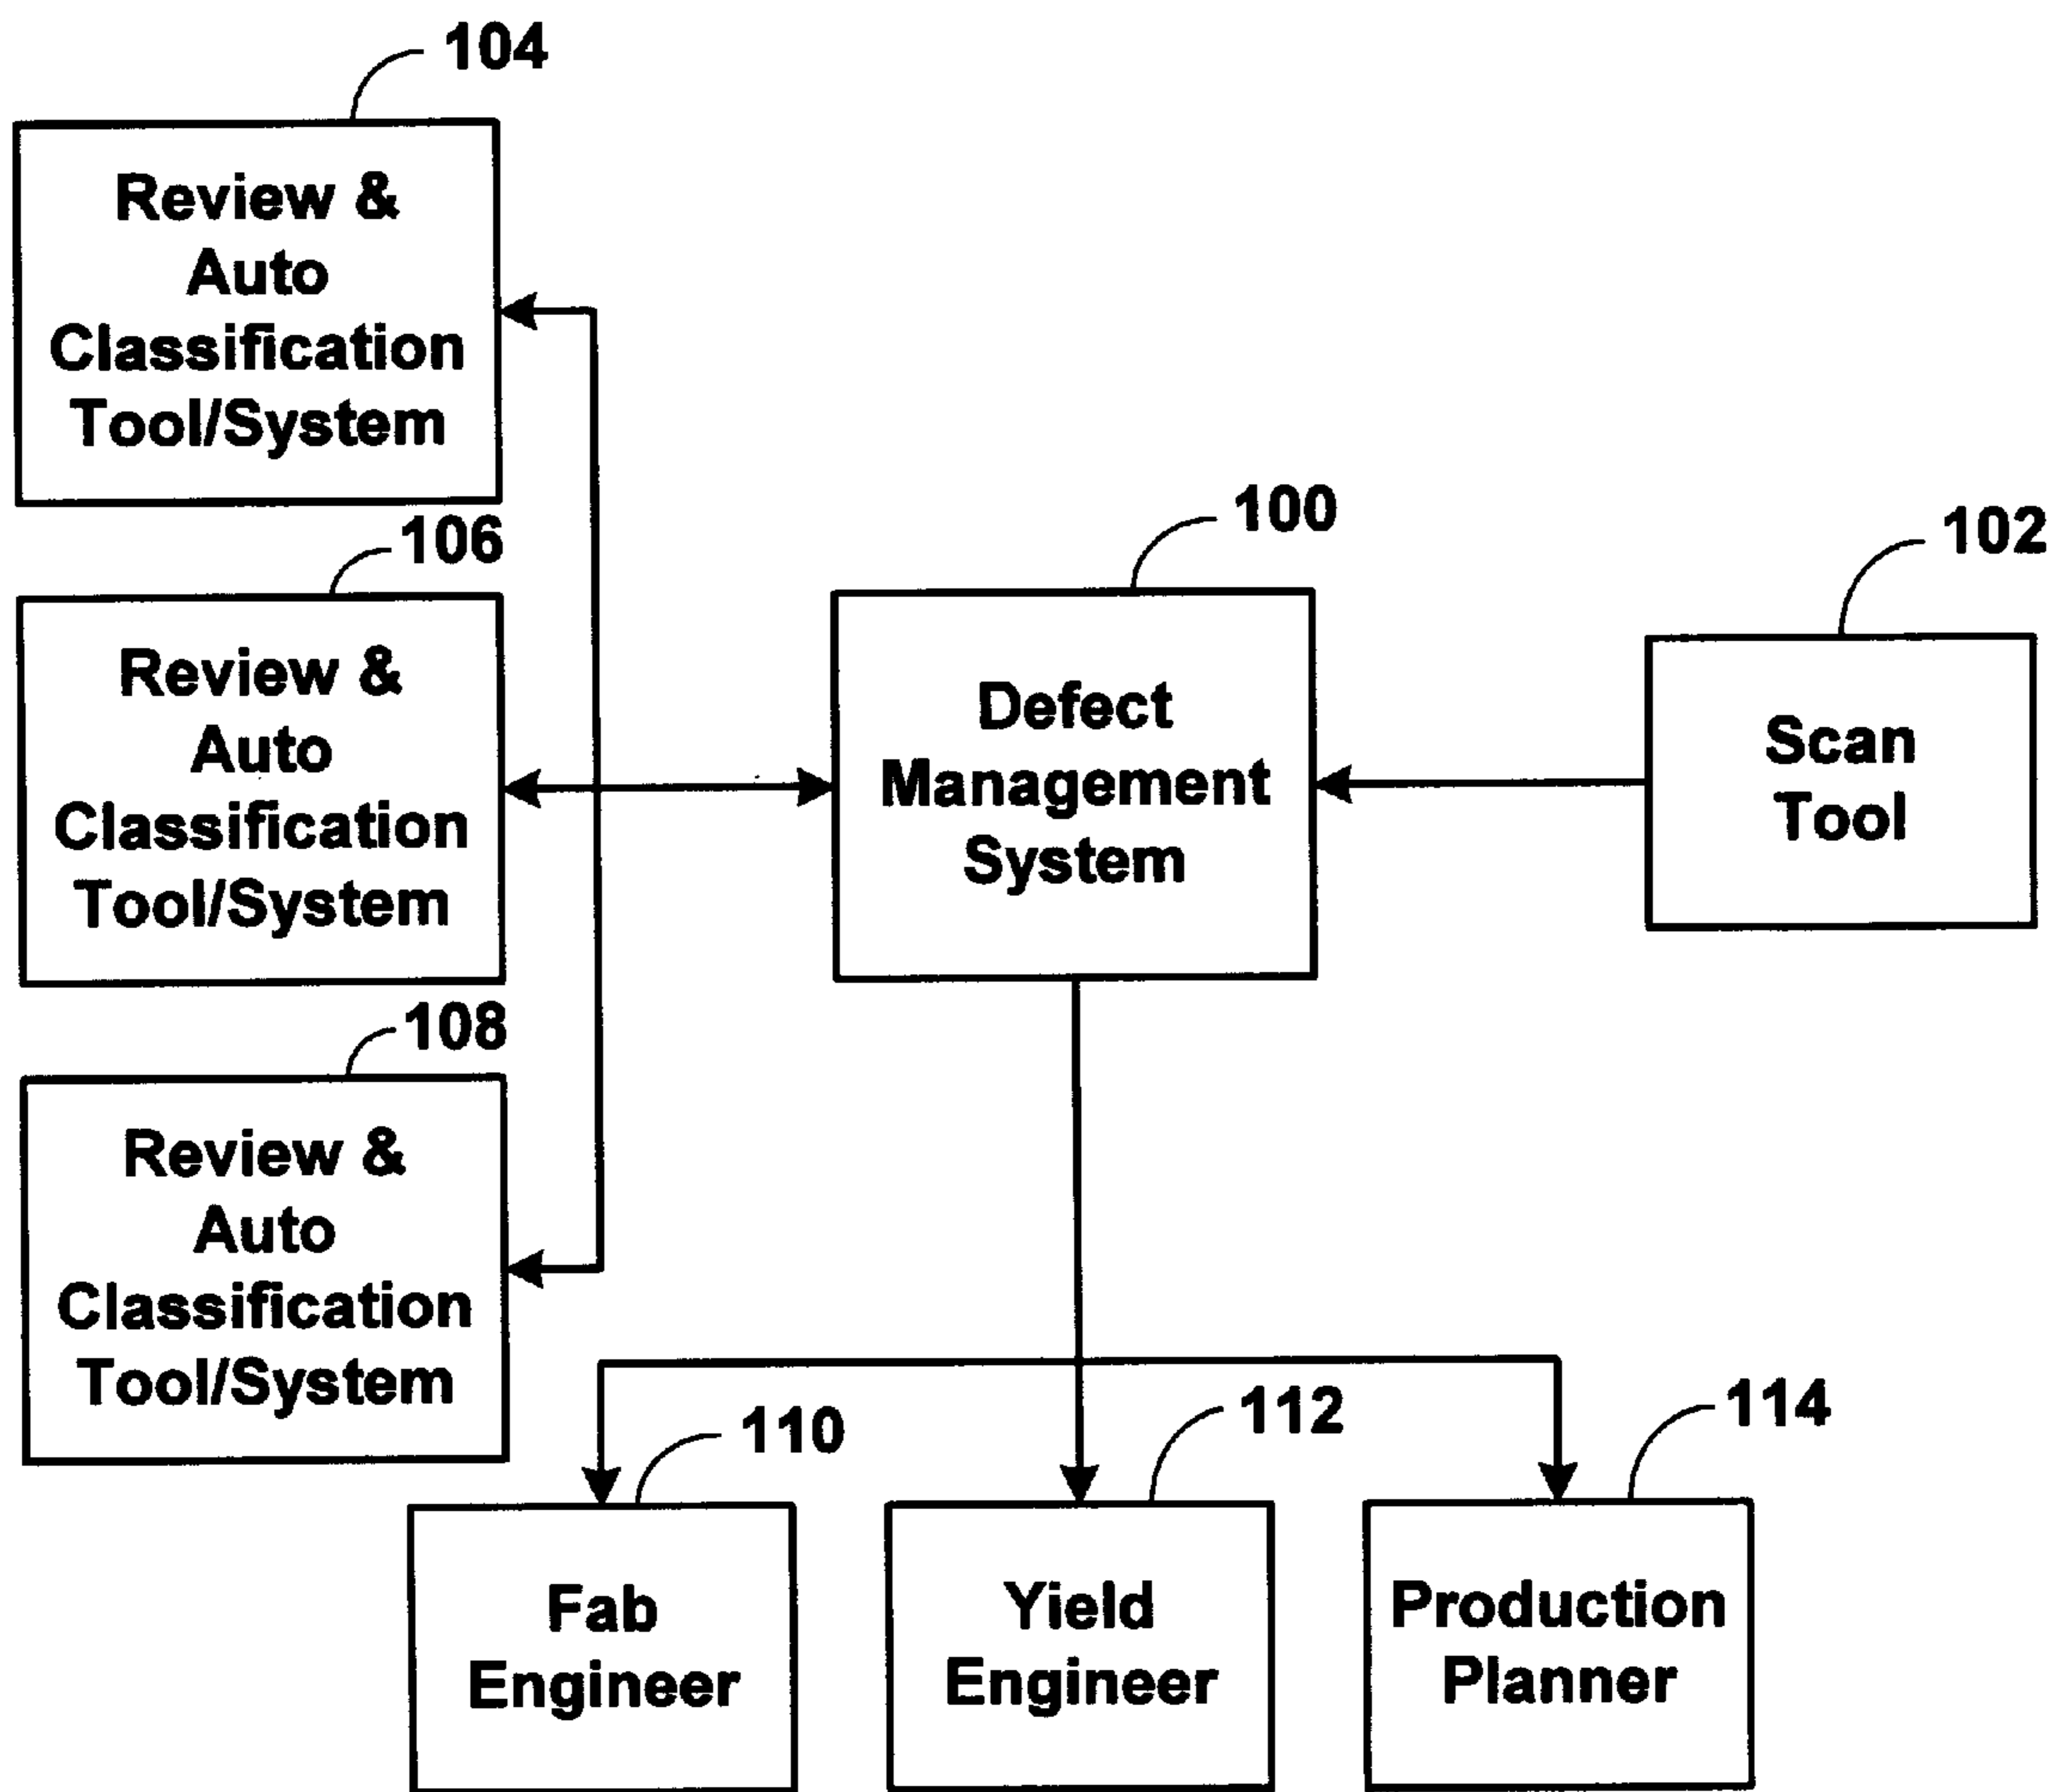 104
Review &
Auto
Classification
Tool/System
106
Review &
Auto
Classification
Tool/System
108
Review &
Auto
Classification
Tool/System
100
Defect
Management
System
102
Scan
Tool
110
Fab
Engineer
112
Yield
Engineer
114
Production
Planner